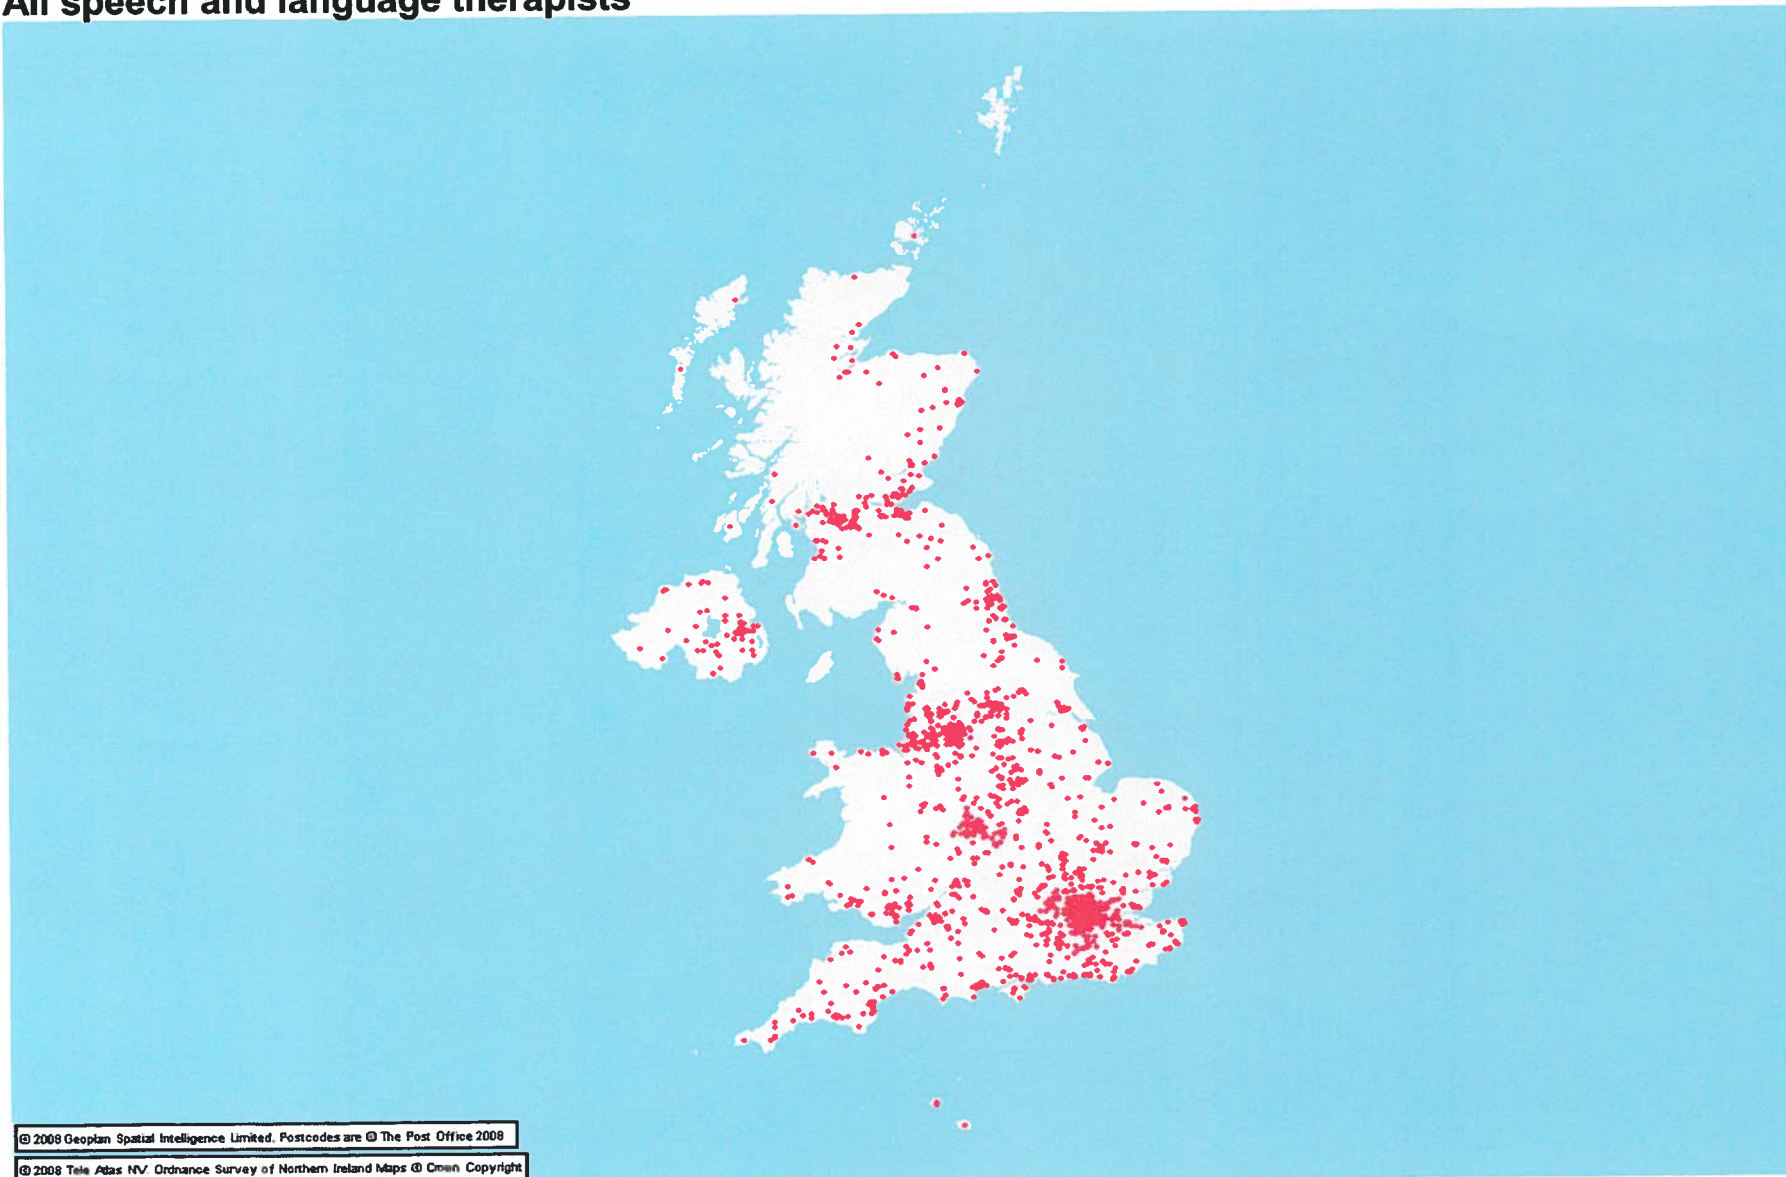 All speech and language therapists
© 2008 Geoplan Spatial Intelligence Limited. Postcodes are © The Post Office 2008
© 2008 Tele Atlas NV. Ordnance Survey of Northern Ireland Maps © Crown Copyright